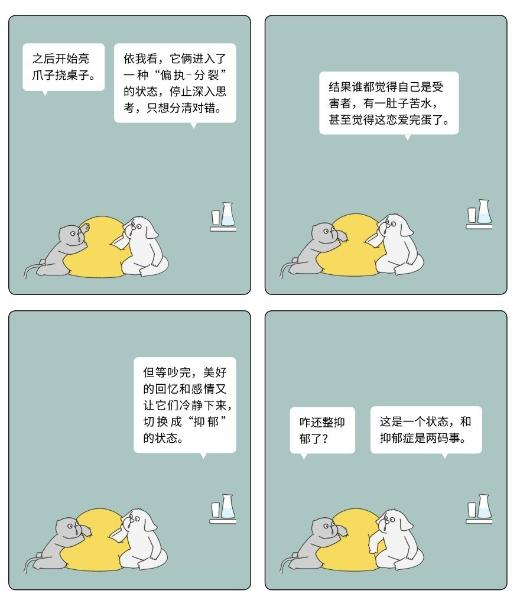 之后开始亮
爪子挠桌子。
依我看，它俩进入了
一种“偏执-分裂”
的状态，停止深入思
考，只想分清对错。
结果谁都觉得自己是受
害者，有一肚子苦水，
甚至觉得这恋爱完蛋了。
但等吵完，美好
的回忆和感情又
让它们冷静下来，
切换成“抑郁”
的状态。
咋还整抑
郁了？
这是一个状态，和
抑郁症是两码事。